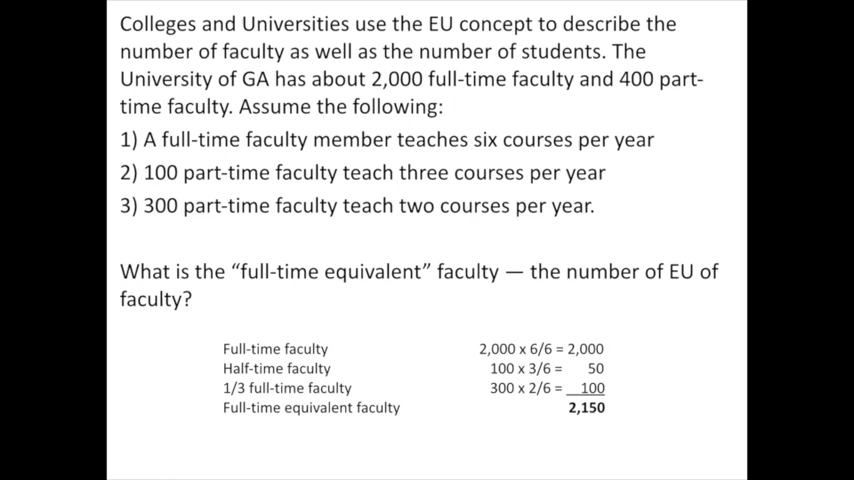 Colleges and Universities use the EU concept to describe the
number of faculty as well as the number of students. The
University of GA has about 2,000 full-time faculty and 400 part-
time faculty. Assume the following:
1) A full-time faculty member teaches six courses per year
2) 100 part-time faculty teach three courses per year
3) 300 part-time faculty teach two courses per year.
What is the “full-time equivalent” faculty — the number of EU of
faculty?
Full-time faculty 2,000 x 6/6 = 2,000
Half-time faculty 100 x 3/6 = 50
1/3 full-time faculty 300 x 2/6 = 100
Full-time equivalent faculty 2,150